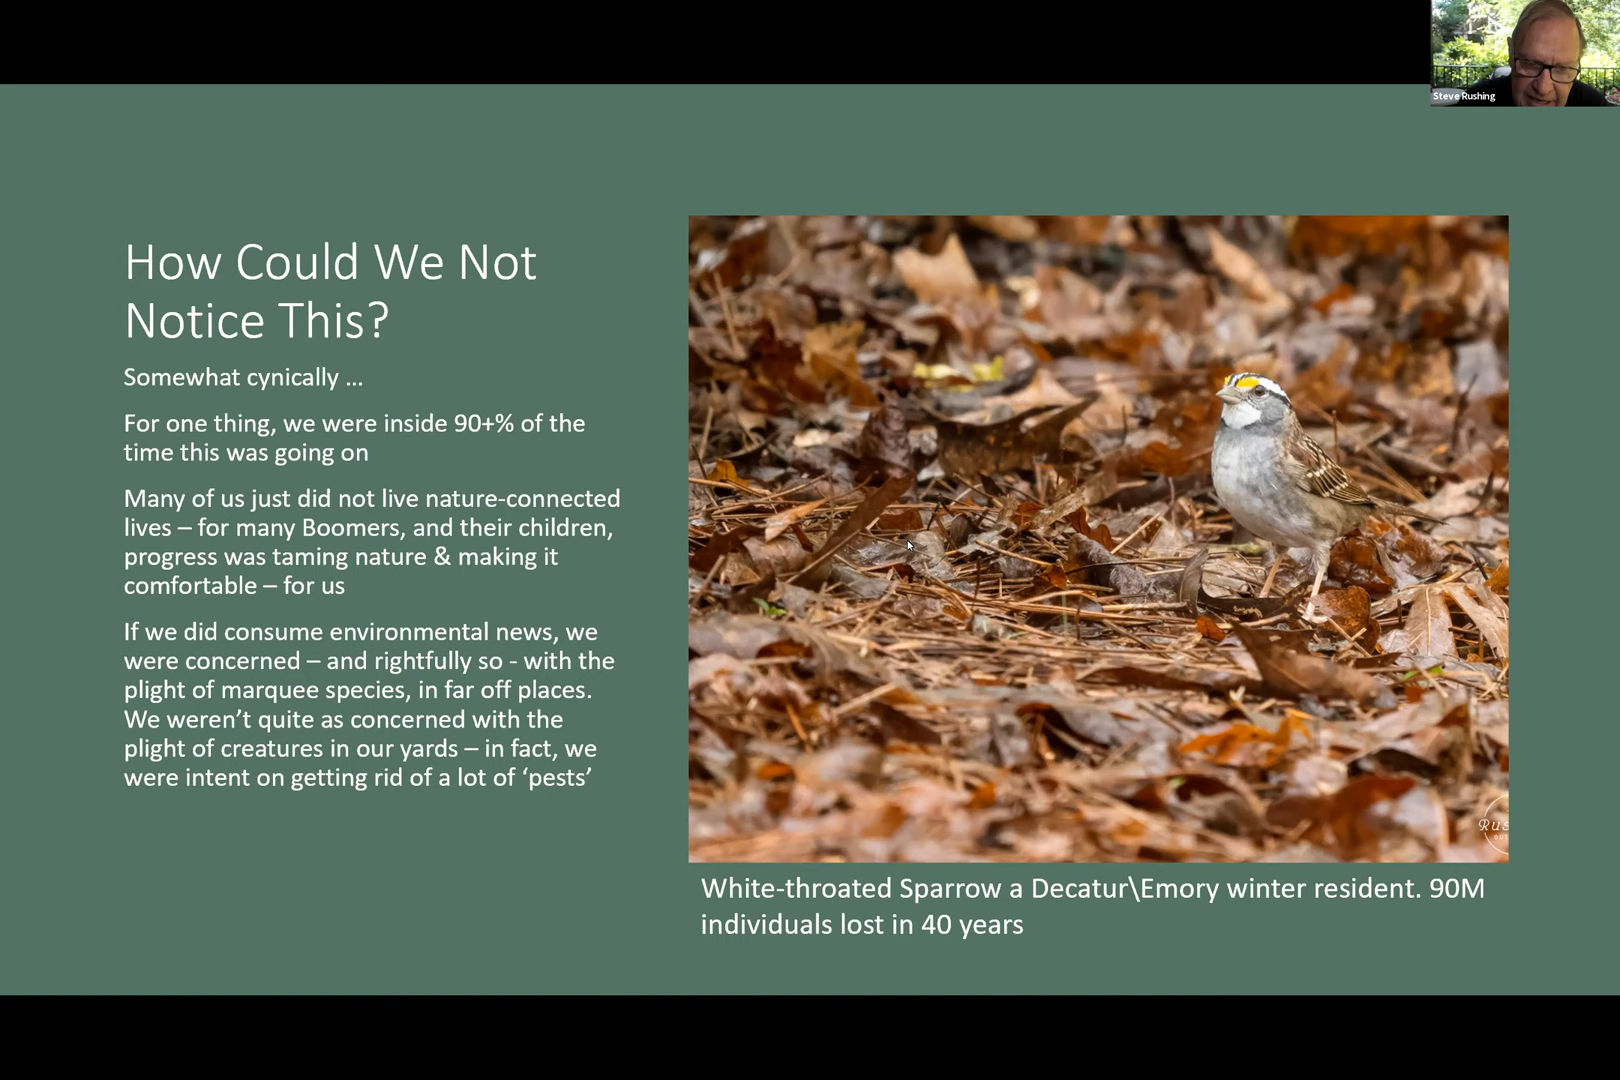 Steve Rushing
How Could We Not
Notice This?
Somewhat cynically ...
For one thing, we were inside 90+% of the
time this was going on
Many of us just did not live nature-connected
lives – for many Boomers, and their children,
progress was taming nature & making it
comfortable – for us
If we did consume environmental news, we
were concerned – and rightfully so - with the
plight of marquee species, in far off places.
We weren’t quite as concerned with the
plight of creatures in our yards – in fact, we
were intent on getting rid of a lot of ‘pests’
White-throated Sparrow a Decatur\Emory winter resident. 90M
individuals lost in 40 years